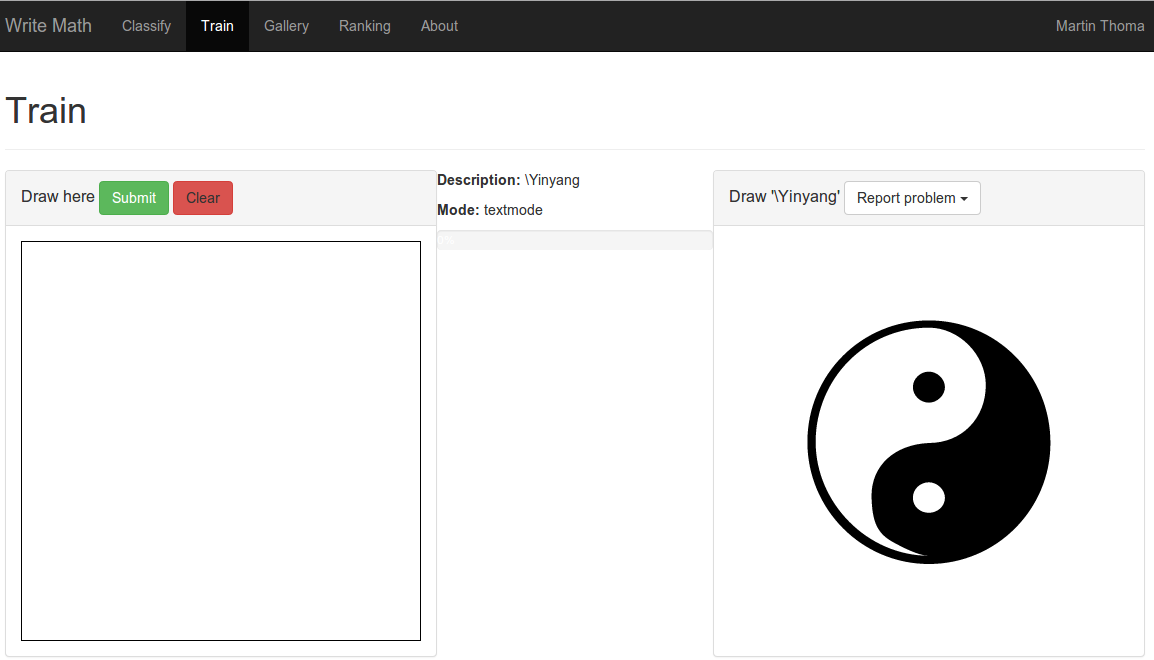 Write Math Classify Train Gallery Ranking About Martin Thoma
Train
Draw here Submit Clear
Description: \Yinyang
Mode: textmode
Draw '\Yinyang' Report problem